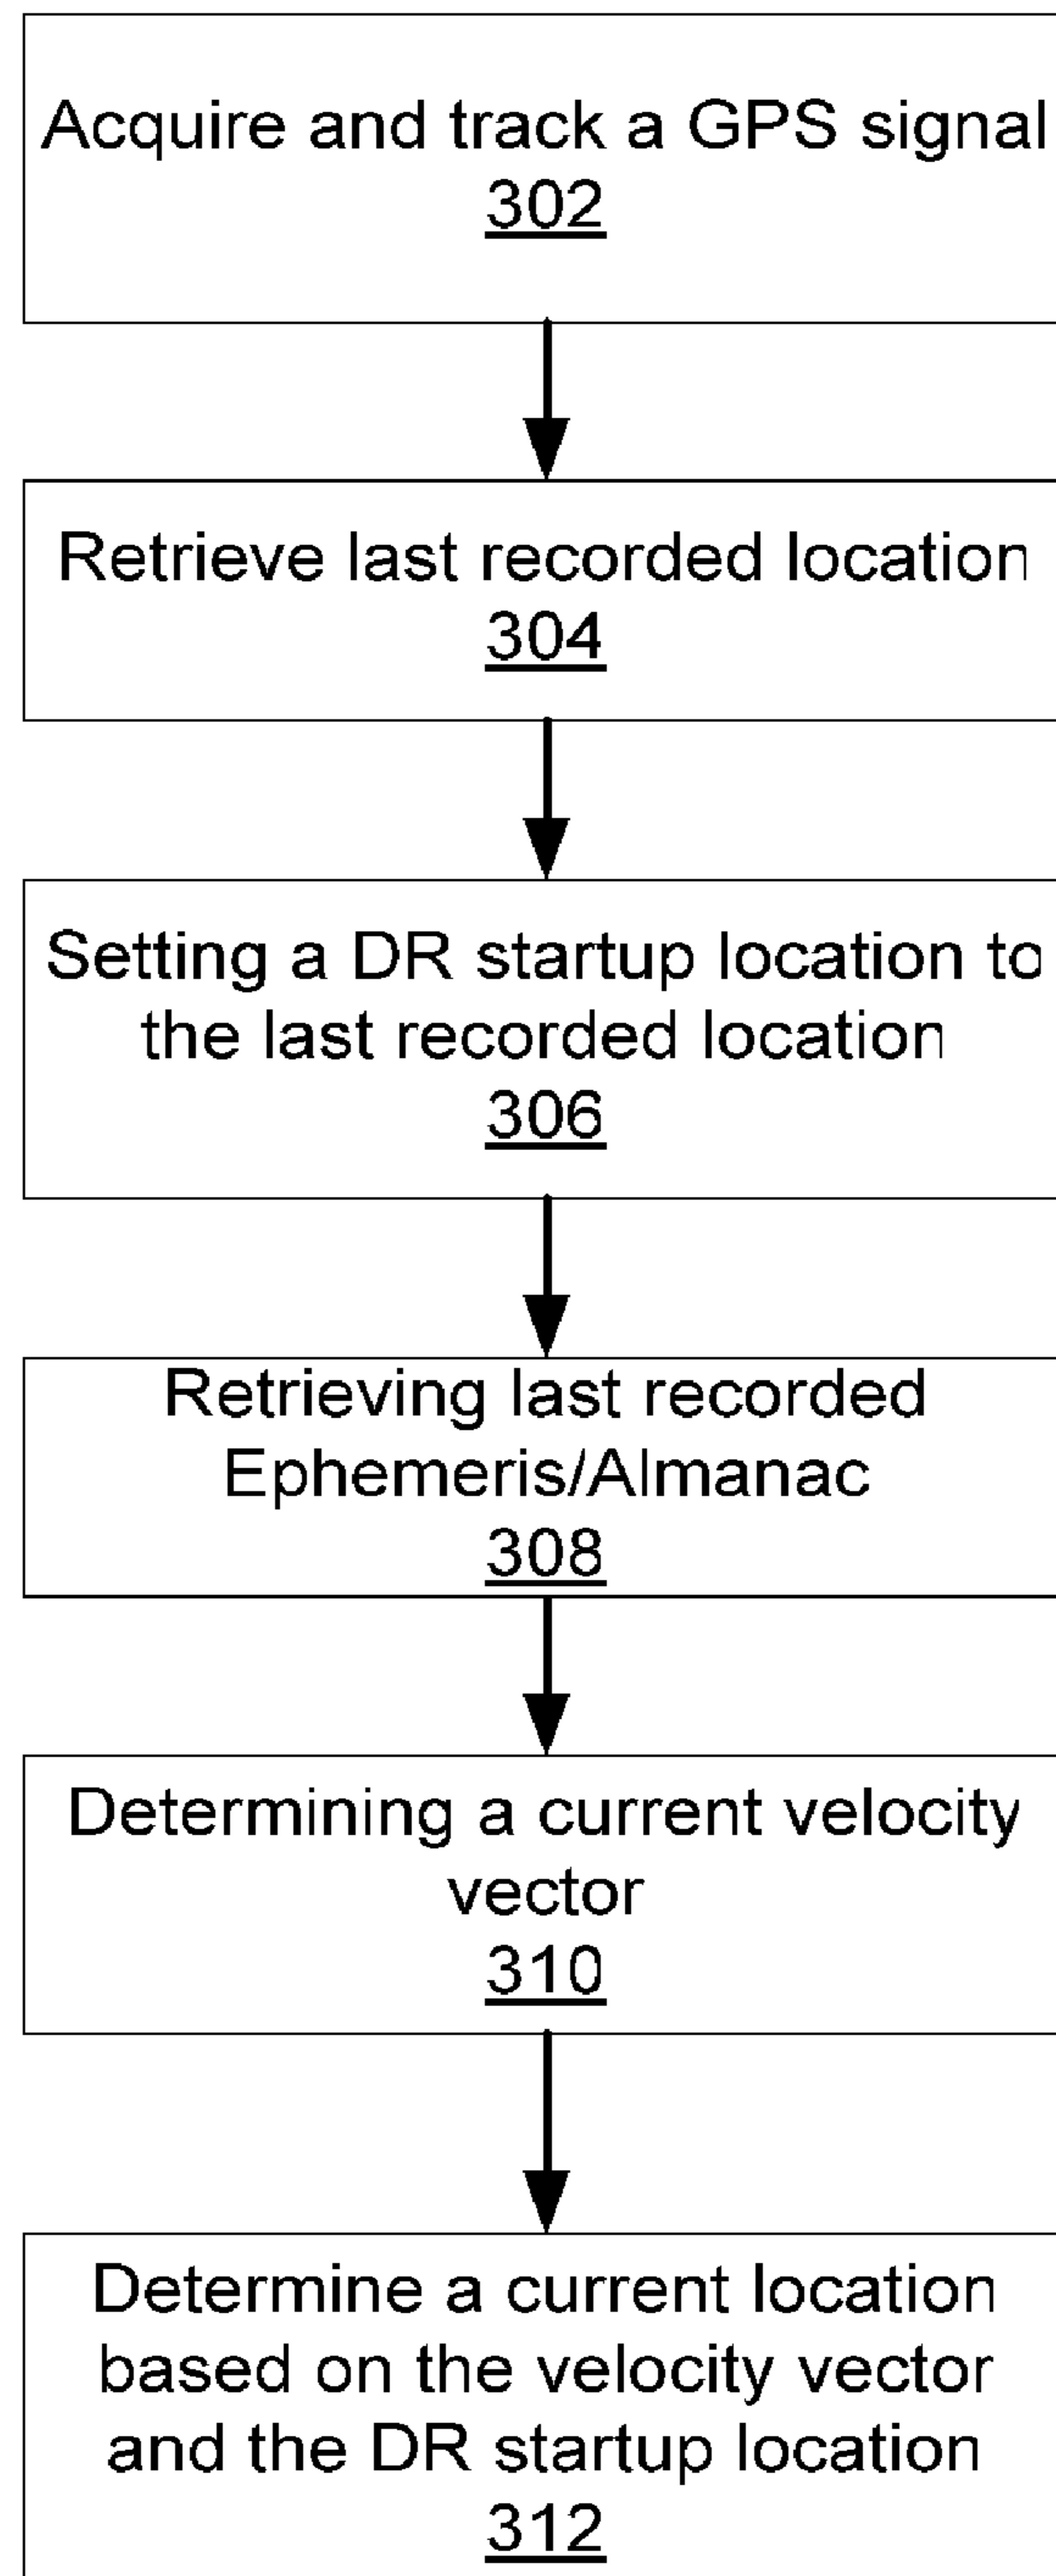 Acquire and track a GPS signal
302
Retrieve last recorded location
304
Setting a DR startup location to
the last recorded location
306
Retrieving last recorded
Ephemeris/Almanac
308
Determining a current velocity
vector
310
Determine a current location
based on the velocity vector
and the DR startup location
312